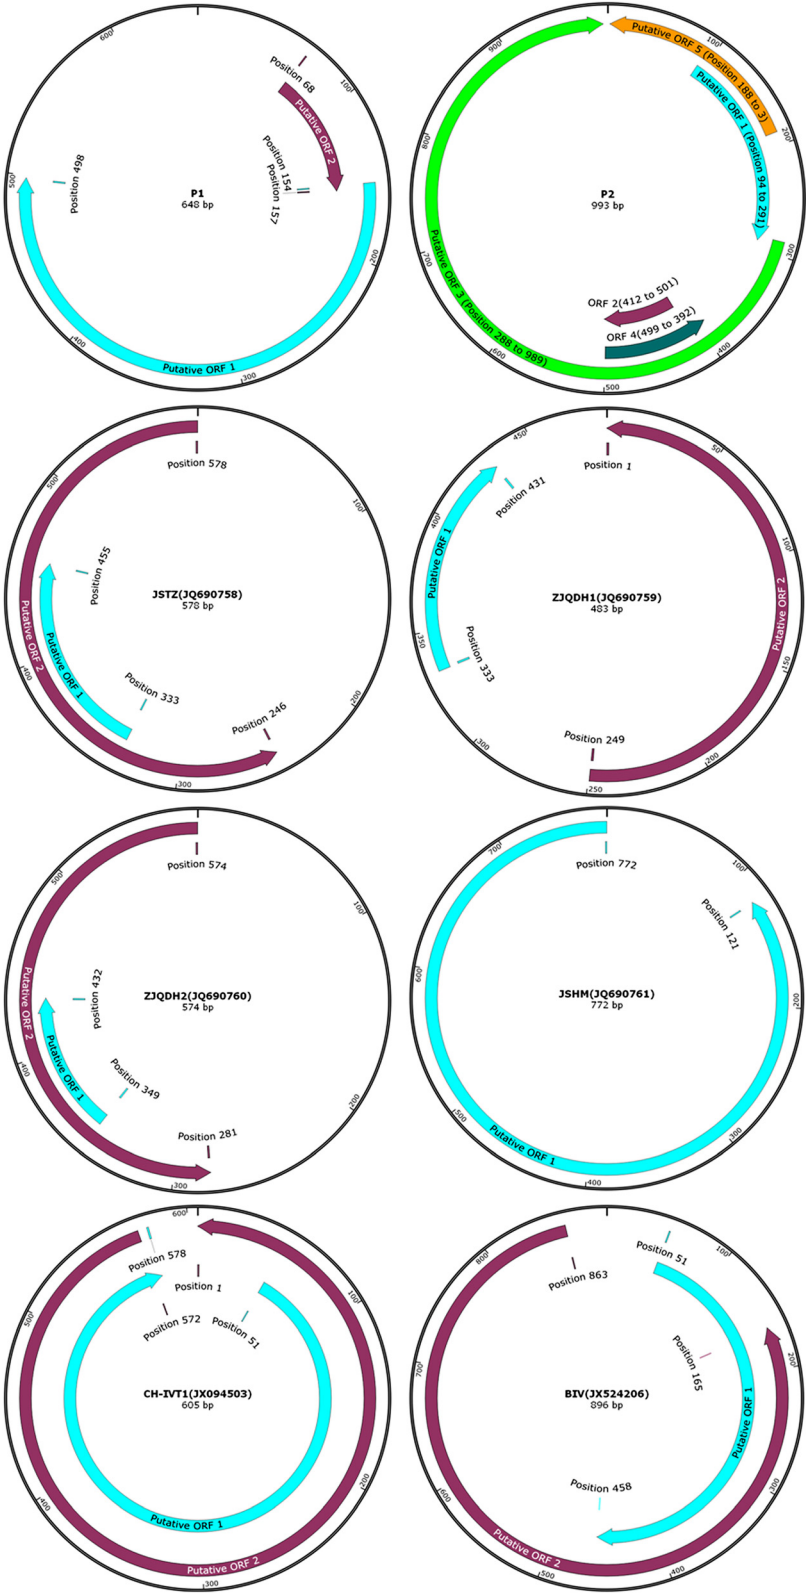 600
100
Position 68
Putative ORF 2
Position 154
Position 157
500
Position 498
P1
648 bp
200
400
Putative ORF 1
300
900
100
Putative ORF 5 (Position 188 to 3)
Putative ORF 1 (Position 94 to 291)
200
800
P2
993 bp
700
300
Putative ORF 3 (Position 288 to 989)
ORF 2(412 to 501)
ORF 4(499 to 392)
600
400
500
Position 578
500
100
Position 455
JSTZ(JQ690758)
578 bp
Putative ORF 2
Putative ORF 1
400
Position 333
200
Position 246
300
450
50
Position 1
Position 431
400
100
Putative ORF 1
ZJQDH1(JQ690759)
483 bp
Putative ORF 2
350
Position 333
150
300
Position 249
200
250
Position 574
500
100
Position 432
ZJQDH2(JQ690760)
574 bp
Putative ORF 2
Putative ORF 1
400
Position 349
200
Position 281
300
700
Position 772
100
Position 121
600
JSHM(JQ690761)
772 bp
200
500
Putative ORF 1
300
400
600
Position 578
Position 1
Position 572
Position 51
100
500
CH-IVT1(JX094503)
605 bp
200
400
Putative ORF 1
Putative ORF 2
300
800
Position 51
100
Position 863
Position 165
200
700
BIV(JX524206)
896 bp
Putative ORF 1
Position 458
600
300
Putative ORF 2
500
400